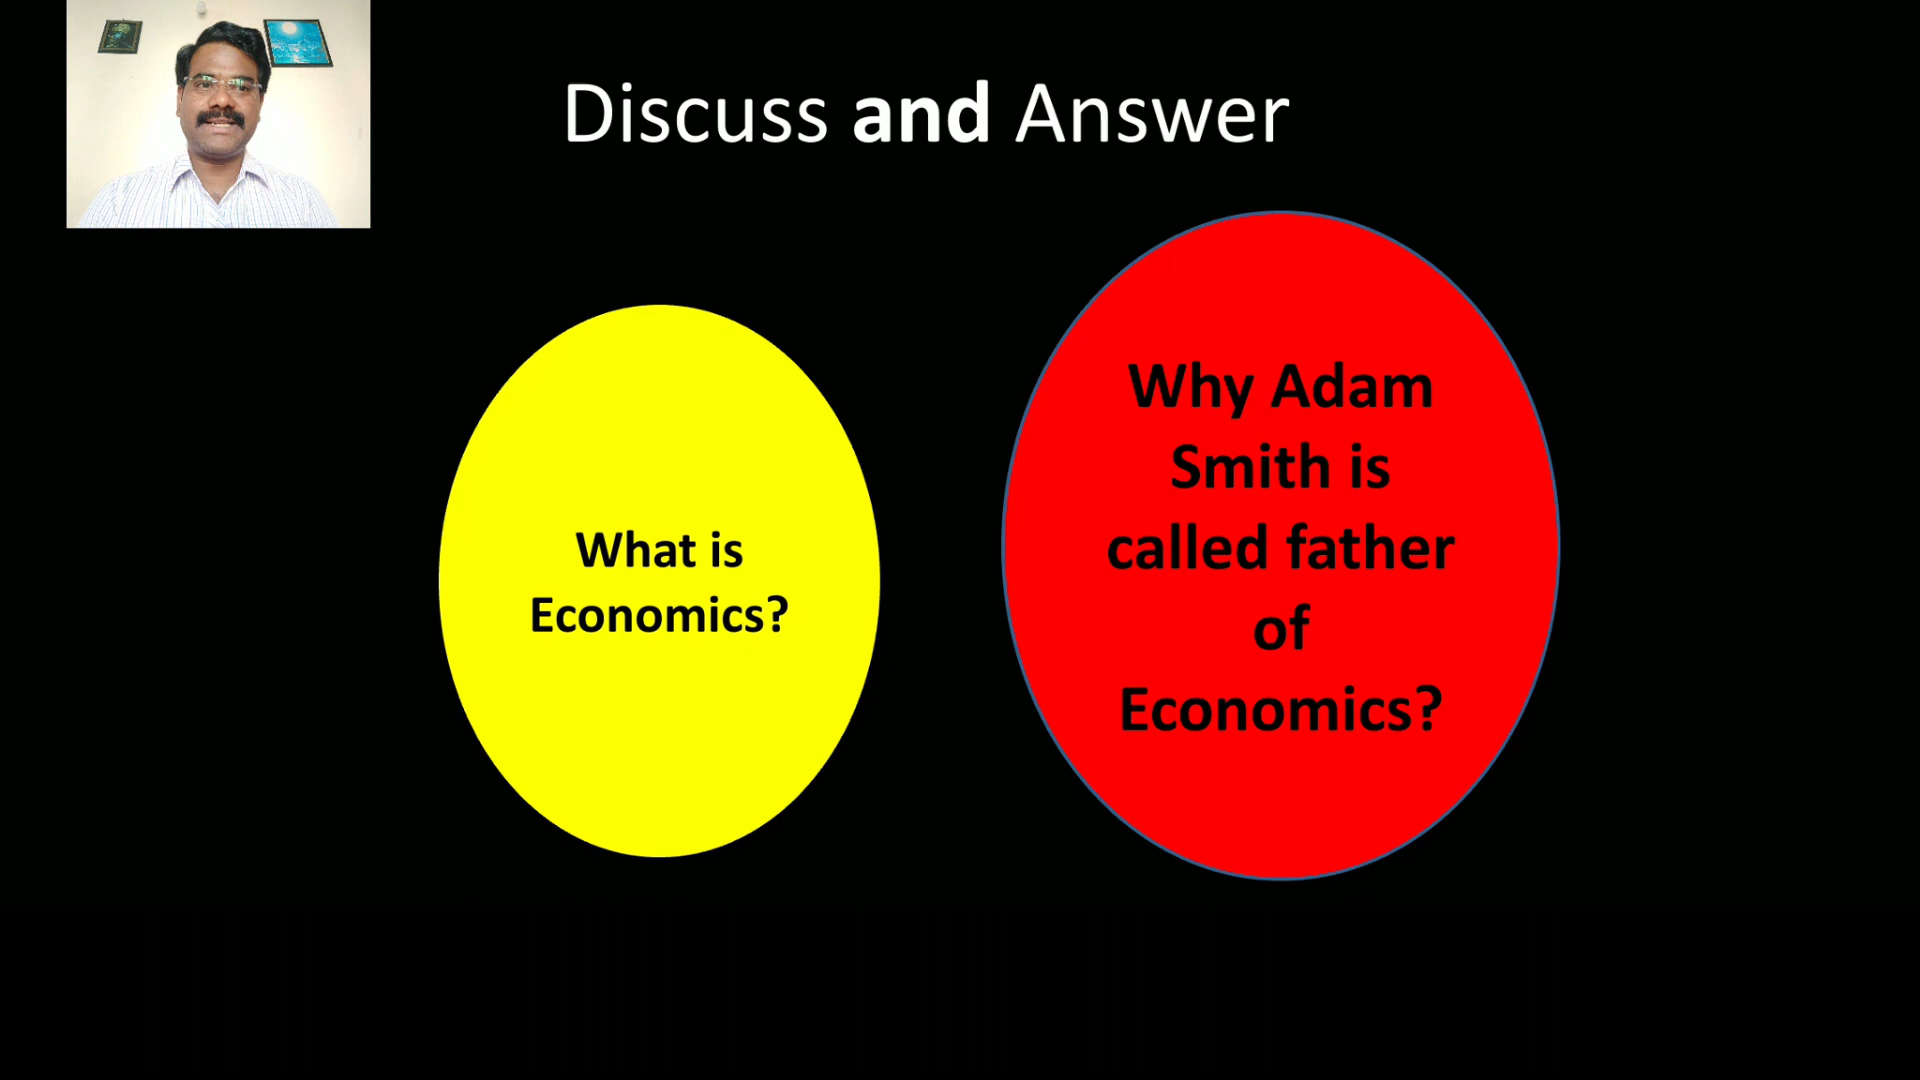 Discuss and Answer
What is
Economics?
Why Adam
Smith is
called father
of
Economics?